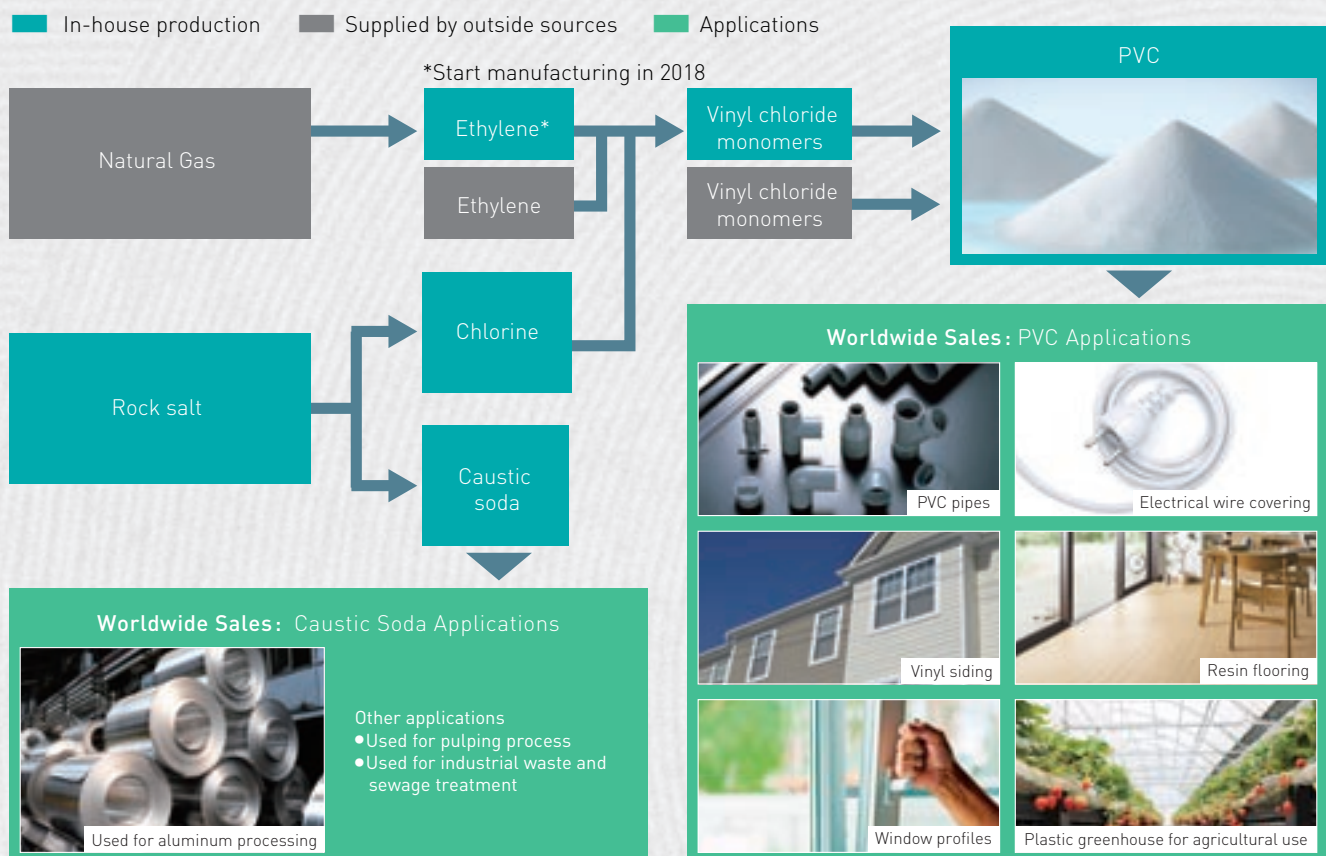 In-house production
Supplied by outside sources
Applications
*Start manufacturing in 2018
Natural Gas
Ethylene*
Ethylene
Vinyl chloride
monomers
Vinyl chloride
monomers
PVC
Rock salt
Chlorine
Caustic
soda
Worldwide Sales: PVC Applications
PVC pipes
Electrical wire covering
Vinyl siding
Resin flooring
Window profiles
Plastic greenhouse for agricultural use
Worldwide Sales: Caustic Soda Applications
Used for aluminum processing
Other applications
●Used for pulping process
●Used for industrial waste and
sewage treatment